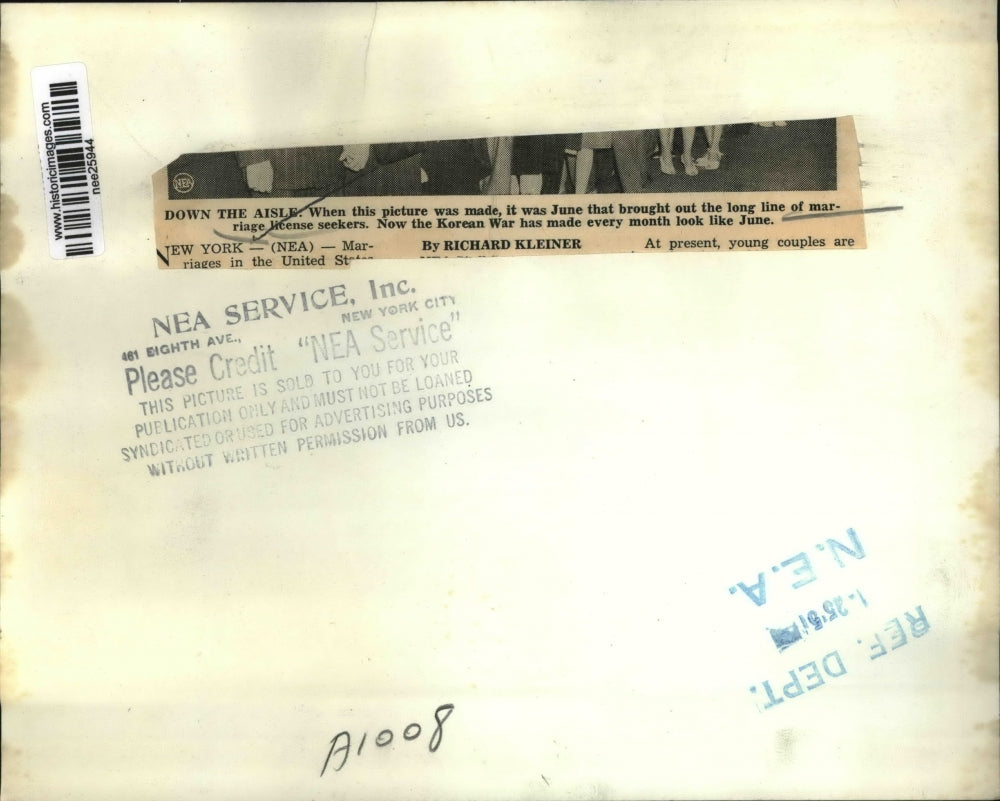 www.historicimages.com
nee25944
NEA
DOWN THE AISLE: When this picture was made, it was June that brought out the long line of mar-
riage license seekers. Now the Korean War has made every month look like June.
NEW YORK — (NEA) — Mar-
riages in the United States
By RICHARD KLEINER
At present, young couples are
NEA SERVICE, Inc.
461 EIGHTH AVE., NEW YORK CITY
Please Credit "NEA Service"
THIS PICTURE IS SOLD TO YOU FOR YOUR
PUBLICATION ONLY AND MUST NOT BE LOANED
SYNDICATED OR USED FOR ADVERTISING PURPOSES
WITHOUT WRITTEN PERMISSION FROM US.
REF. DEPT.
1-25'51
N.E.A.
A1008